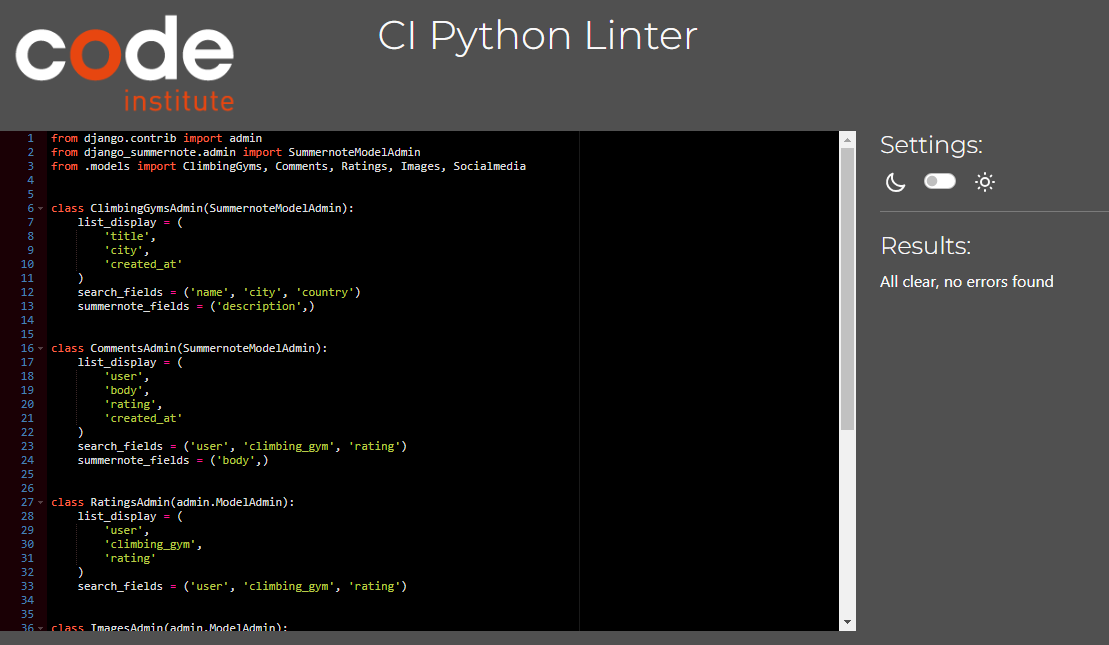 code
institute
CI Python Linter
1 from django.contrib import admin
2 from django_summernote.admin import SummernoteModelAdmin
3 from .models import ClimbingGyms, Comments, Ratings, Images, Socialmedia
4
5
6 class ClimbingGymsAdmin(SummernoteModelAdmin):
7     list_display = (
8         'title',
9         'city',
10         'created_at'
11     )
12     search_fields = ('name', 'city', 'country')
13     summernote_fields = ('description',)
14
15
16 class CommentsAdmin(SummernoteModelAdmin):
17     list_display = (
18         'user',
19         'body',
20         'rating',
21         'created_at'
22     )
23     search_fields = ('user', 'climbing_gym', 'rating')
24     summernote_fields = ('body',)
25
26
27 class RatingsAdmin(admin.ModelAdmin):
28     list_display = (
29         'user',
30         'climbing_gym',
31         'rating'
32     )
33     search_fields = ('user', 'climbing_gym', 'rating')
34
35
36 class ImagesAdmin(admin.ModelAdmin):
Settings:
Results:
All clear, no errors found